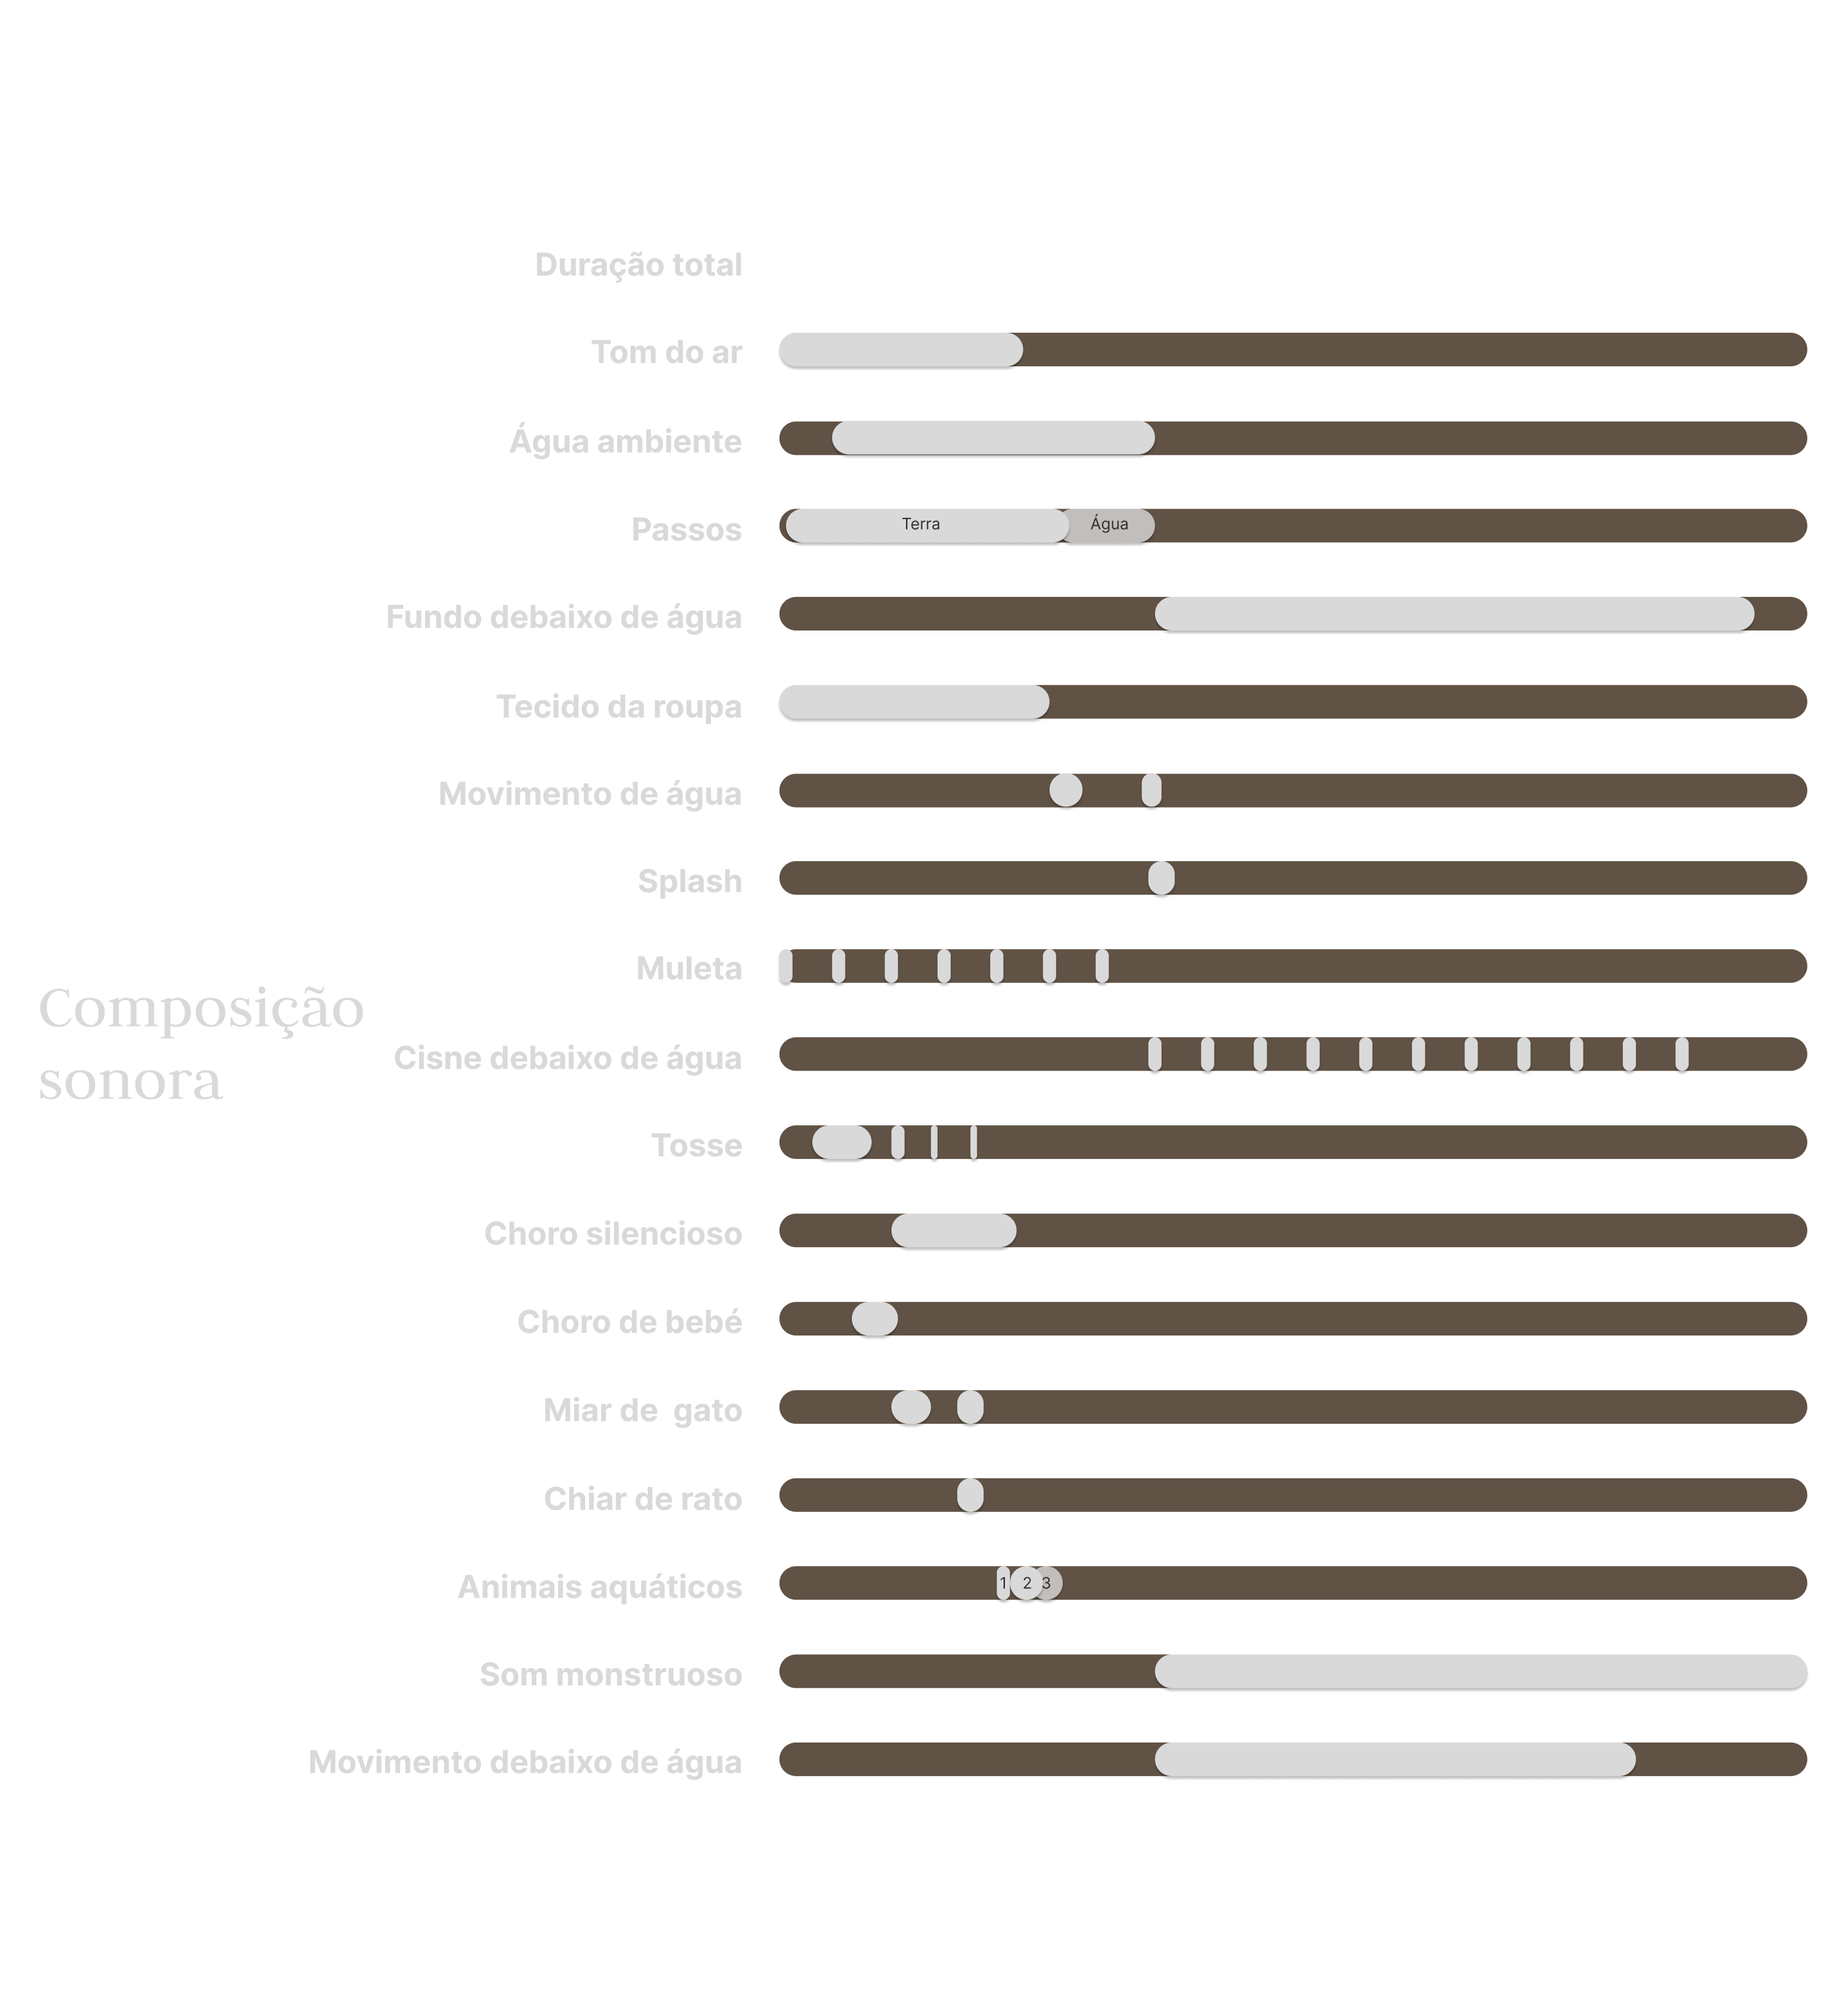 Composição
sonora
Duração total
Tom do ar
Água ambiente
Passos
Terra
Água
Fundo debaixo de água
Tecido da roupa
Movimento de água
Splash
Muleta
Cisne debaixo de água
Tosse
Choro silencioso
Choro de bebé
Miar de  gato
Chiar de rato
Animais aquáticos
1
2
3
Som monstruoso
Movimento debaixo de água